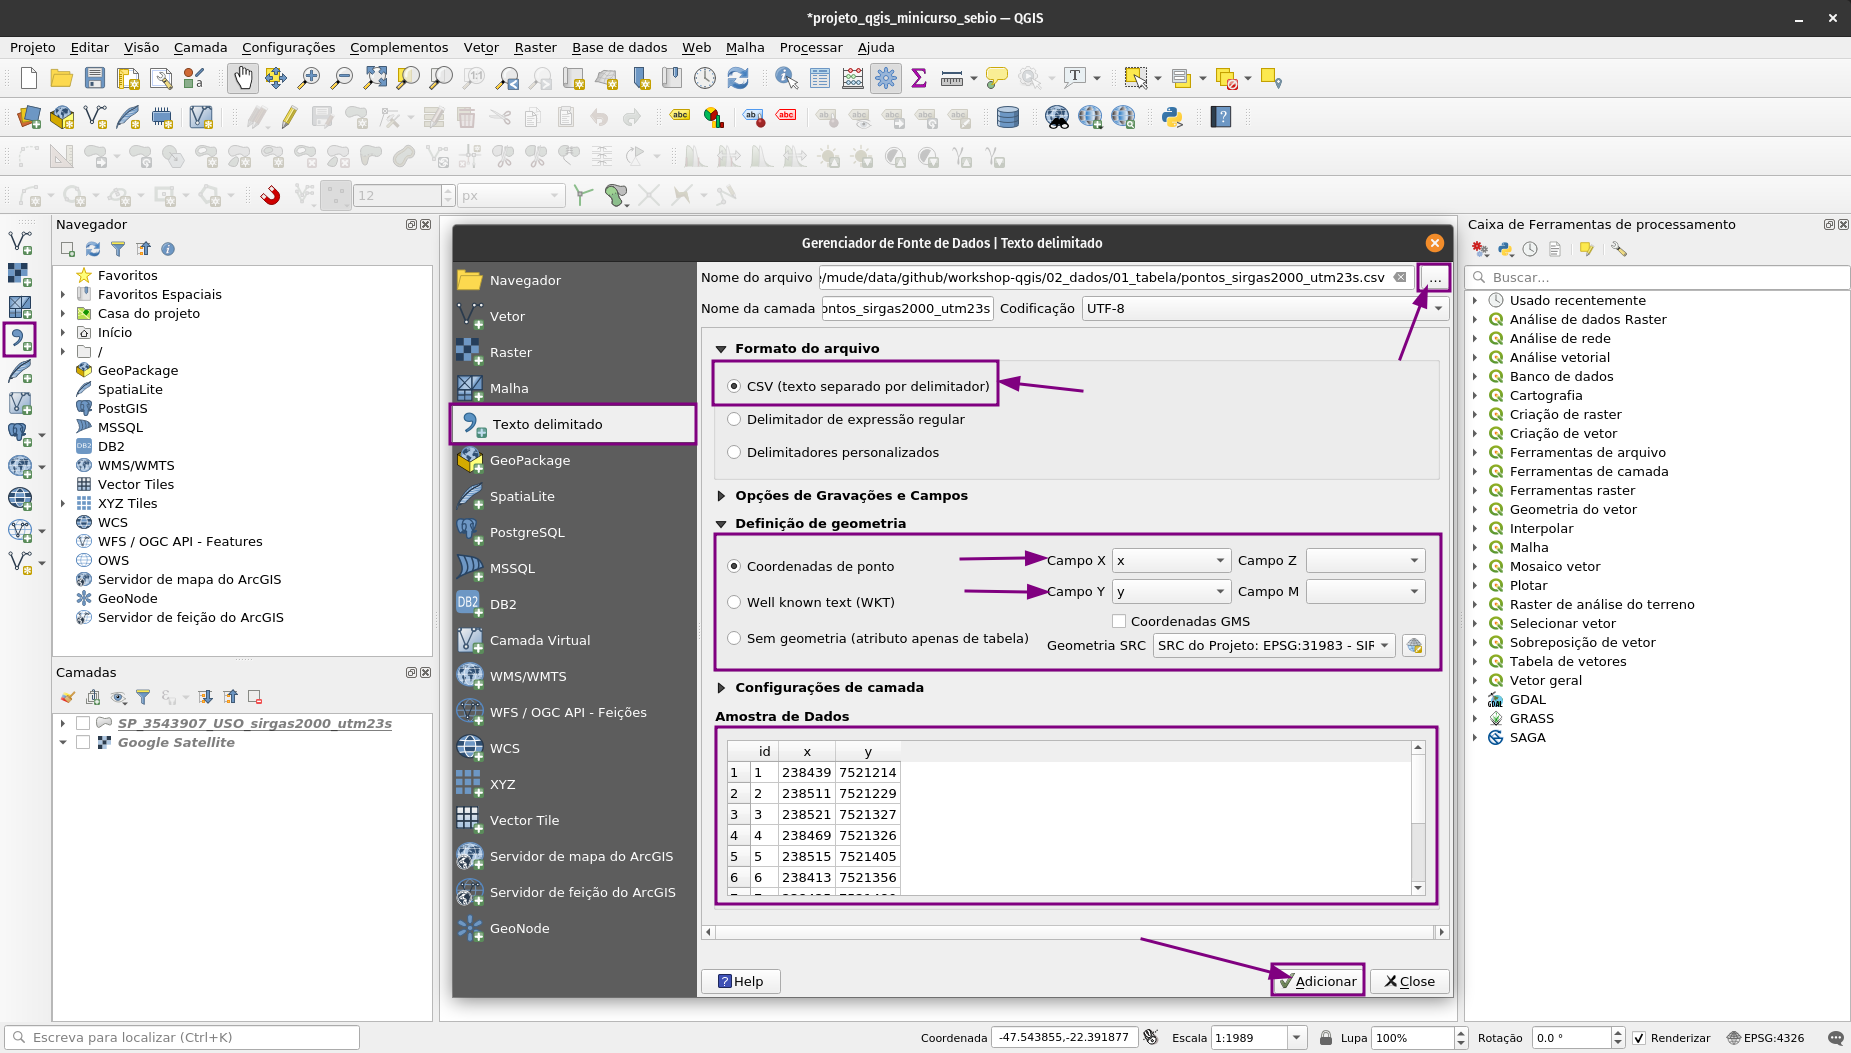 *projeto_qgis_minicurso_sebio — QGIS
Projeto Editar Visão Camada Configurações Complementos Vetor Raster Base de dados Web Malha Processar Ajuda
12 px
Navegador
Favoritos
Favoritos Espaciais
Casa do projeto
Início
/
GeoPackage
SpatiaLite
PostGIS
MSSQL
DB2
WMS/WMTS
Vector Tiles
XYZ Tiles
WCS
WFS / OGC API - Features
OWS
Servidor de mapa do ArcGIS
GeoNode
Servidor de feição do ArcGIS
Camadas
SP_3543907_USO_sirgas2000_utm23s
Google Satellite
Gerenciador de Fonte de Dados | Texto delimitado
Navegador
Vetor
Raster
Malha
Texto delimitado
GeoPackage
SpatiaLite
PostgreSQL
MSSQL
DB2
Camada Virtual
WMS/WMTS
WFS / OGC API - Feições
WCS
XYZ
Vector Tile
Servidor de mapa do ArcGIS
Servidor de feição do ArcGIS
GeoNode
Nome do arquivo /mude/data/github/workshop-qgis/02_dados/01_tabela/pontos_sirgas2000_utm23s.csv ...
Nome da camada ontos_sirgas2000_utm23s Codificação UTF-8
Formato do arquivo
CSV (texto separado por delimitador)
Delimitador de expressão regular
Delimitadores personalizados
Opções de Gravações e Campos
Definição de geometria
Coordenadas de ponto Campo X x Campo Z
Campo Y y Campo M
Well known text (WKT)
Coordenadas GMS
Sem geometria (atributo apenas de tabela) Geometria SRC SRC do Projeto: EPSG:31983 - SIR
Configurações de camada
Amostra de Dados
id x y
1 1 238439 7521214
2 2 238511 7521229
3 3 238521 7521327
4 4 238469 7521326
5 5 238515 7521405
6 6 238413 7521356
Help Adicionar Close
Caixa de Ferramentas de processamento
Buscar...
Usado recentemente
Análise de dados Raster
Análise de rede
Análise vetorial
Banco de dados
Cartografia
Criação de raster
Criação de vetor
Ferramentas de arquivo
Ferramentas de camada
Ferramentas raster
Geometria do vetor
Interpolar
Malha
Mosaico vetor
Plotar
Raster de análise do terreno
Selecionar vetor
Sobreposição de vetor
Tabela de vetores
Vetor geral
GDAL
GRASS
SAGA
Escreva para localizar (Ctrl+K) Coordenada -47.543855,-22.391877 Escala 1:1989 Lupa 100% Rotação 0.0 ° Renderizar EPSG:4326